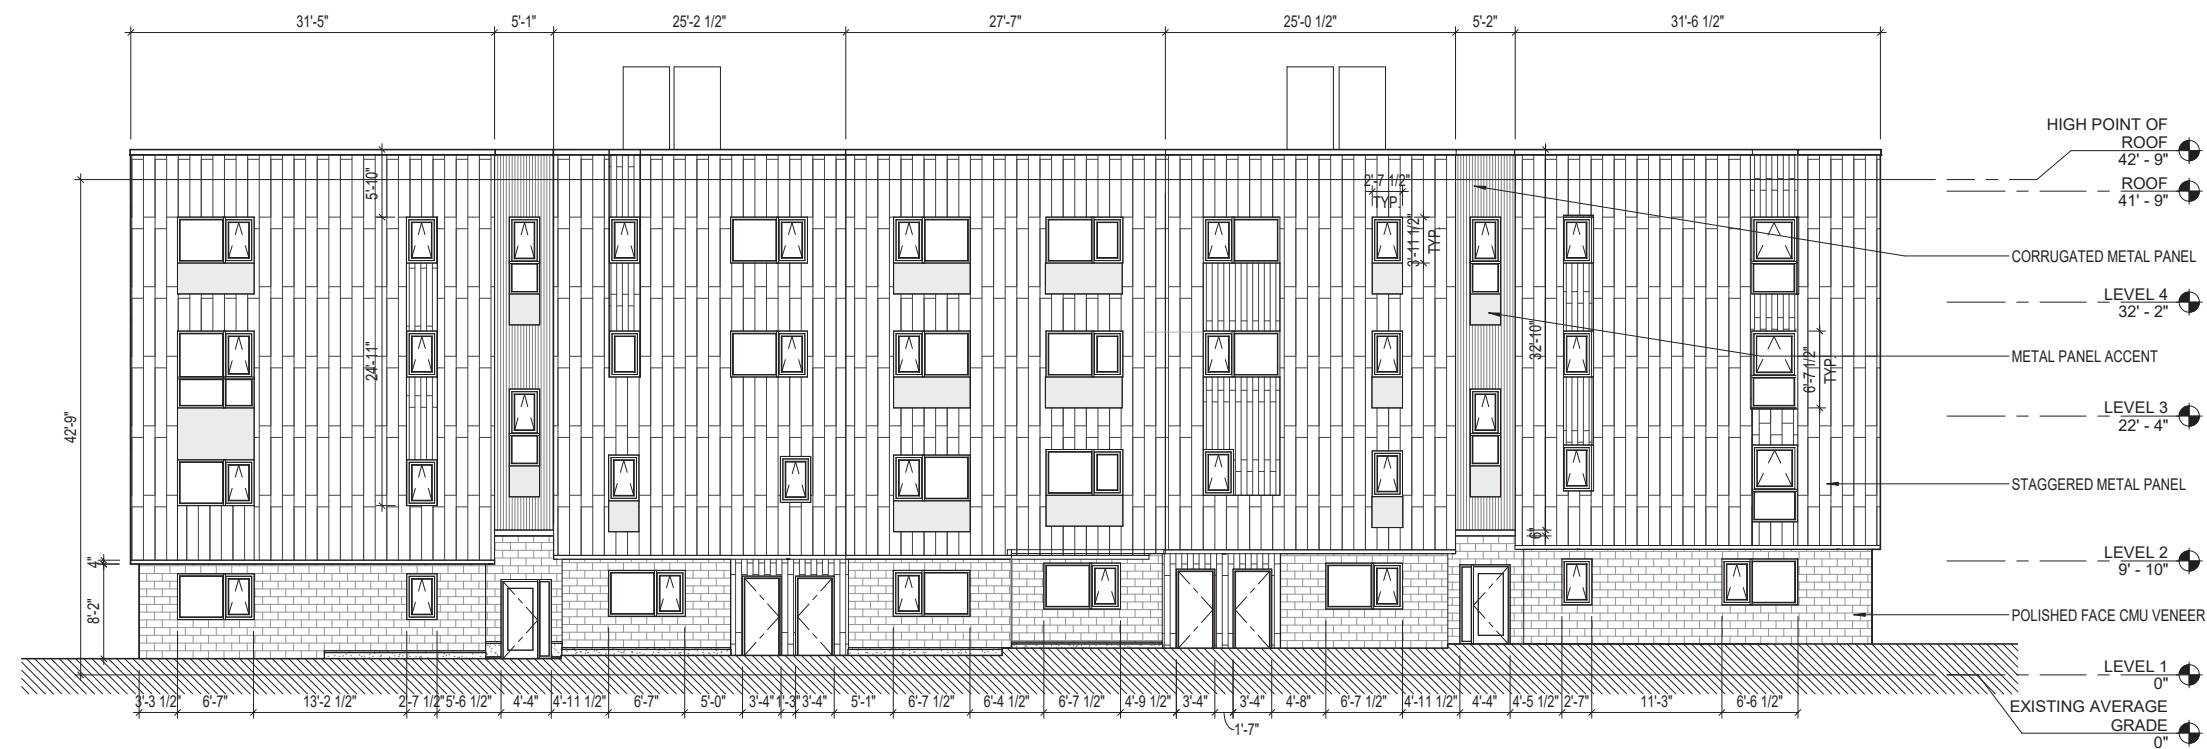 31'-5"
5'-1"
25'-2 1/2"
27'-7"
25'-0 1/2"
5'-2"
31'-6 1/2"
HIGH POINT OF
ROOF
42' - 9"
ROOF
41' - 9"
5'-10"
2'-7 1/2"
TYP.
3'-11 1/2"
TYP.
CORRUGATED METAL PANEL
LEVEL 4
32' - 2"
24'-11"
32'-10"
METAL PANEL ACCENT
6'-7 1/2"
TYP.
42'-9"
LEVEL 3
22' - 4"
STAGGERED METAL PANEL
6"
4"
LEVEL 2
9' - 10"
8'-2"
POLISHED FACE CMU VENEER
LEVEL 1
0"
3'-3 1/2"
6'-7"
13'-2 1/2"
2'-7 1/2"
5'-6 1/2"
4'-4"
4'-11 1/2"
6'-7"
5'-0"
3'-4"
1'-3"
3'-4"
5'-1"
6'-7 1/2"
6'-4 1/2"
6'-7 1/2"
4'-9 1/2"
3'-4"
1'-7"
3'-4"
4'-8"
6'-7 1/2"
4'-11 1/2"
4'-4"
4'-5 1/2"
2'-7"
11'-3"
6'-6 1/2"
EXISTING AVERAGE
GRADE
0"